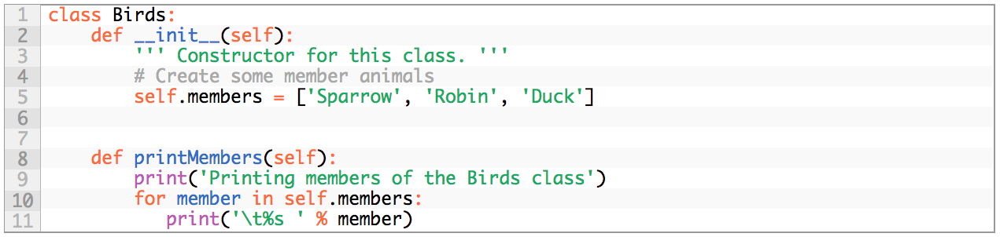 1 class Birds:
2     def __init__(self):
3         ''' Constructor for this class. '''
4         # Create some member animals
5         self.members = ['Sparrow', 'Robin', 'Duck']
6
7
8     def printMembers(self):
9         print('Printing members of the Birds class')
10         for member in self.members:
11            print('\t%s ' % member)